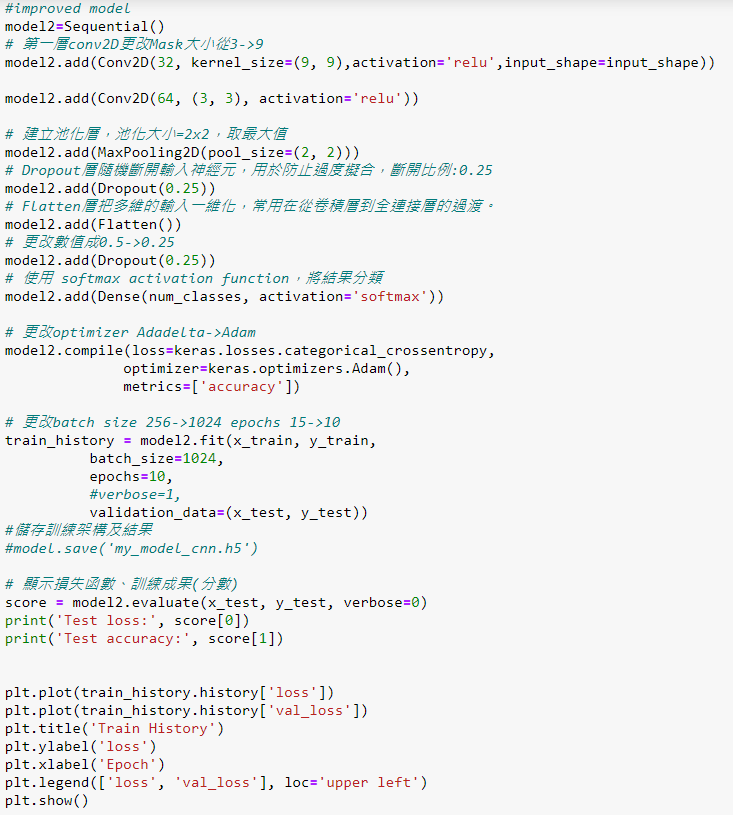 #improved model
model2=Sequential()
# 第一層conv2D更改Mask大小從3->9
model2.add(Conv2D(32, kernel_size=(9, 9),activation='relu',input_shape=input_shape))
model2.add(Conv2D(64, (3, 3), activation='relu'))
# 建立池化層，池化大小=2x2，取最大值
model2.add(MaxPooling2D(pool_size=(2, 2)))
# Dropout層隨機斷開輸入神經元，用於防止過度擬合，斷開比例:0.25
model2.add(Dropout(0.25))
# Flatten層把多維的輸入一維化，常用在從卷積層到全連接層的過渡。
model2.add(Flatten())
# 更改數值成0.5->0.25
model2.add(Dropout(0.25))
# 使用 softmax activation function，將結果分類
model2.add(Dense(num_classes, activation='softmax'))
# 更改optimizer Adadelta->Adam
model2.compile(loss=keras.losses.categorical_crossentropy,
optimizer=keras.optimizers.Adam(),
metrics=['accuracy'])
# 更改batch size 256->1024 epochs 15->10
train_history = model2.fit(x_train, y_train,
batch_size=1024,
epochs=10,
#verbose=1,
validation_data=(x_test, y_test))
#儲存訓練架構及結果
#model.save('my_model_cnn.h5')
# 顯示損失函數、訓練成果(分數)
score = model2.evaluate(x_test, y_test, verbose=0)
print('Test loss:', score[0])
print('Test accuracy:', score[1])
plt.plot(train_history.history['loss'])
plt.plot(train_history.history['val_loss'])
plt.title('Train History')
plt.ylabel('loss')
plt.xlabel('Epoch')
plt.legend(['loss', 'val_loss'], loc='upper left')
plt.show()